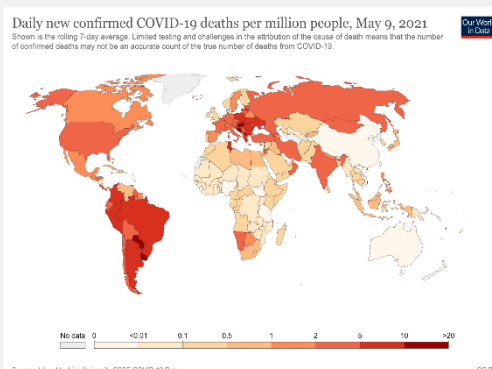 Daily new confirmed COVID-19 deaths per million people, May 9, 2021
Our World
in Data
Shown is the rolling 7-day average. Limited testing and challenges in the attribution of the cause of death means that the number
of confirmed deaths may not be an accurate count of the true number of deaths from COVID-19.
No data 0 <0.01 0.1 0.5 1 2 5 10 >20